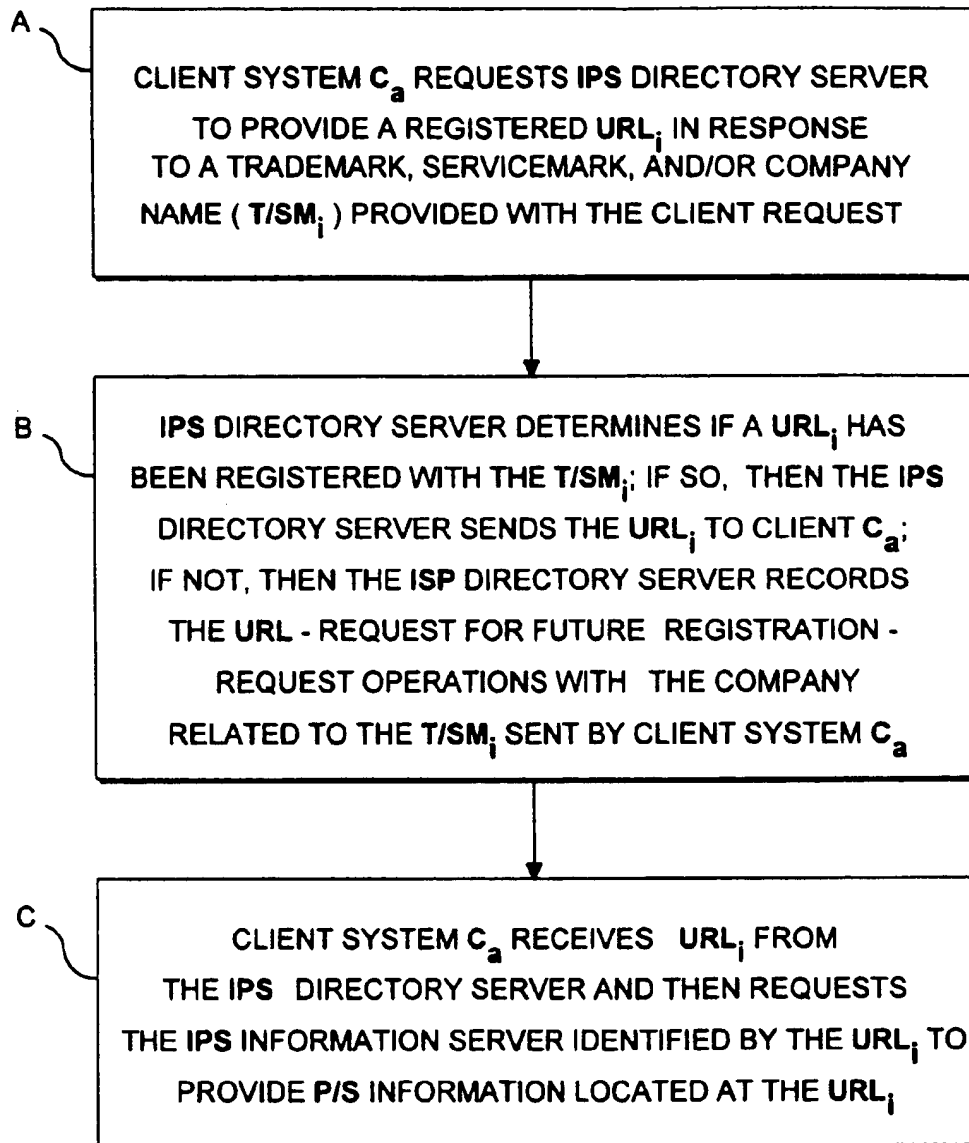 A
CLIENT SYSTEM Ca REQUESTS IPS DIRECTORY SERVER
TO PROVIDE A REGISTERED URLi IN RESPONSE
TO A TRADEMARK, SERVICEMARK, AND/OR COMPANY
NAME ( T/SMi ) PROVIDED WITH THE CLIENT REQUEST
B
IPS DIRECTORY SERVER DETERMINES IF A URLi HAS
BEEN REGISTERED WITH THE T/SMi; IF SO, THEN THE IPS
DIRECTORY SERVER SENDS THE URLi TO CLIENT Ca;
IF NOT, THEN THE ISP DIRECTORY SERVER RECORDS
THE URL - REQUEST FOR FUTURE REGISTRATION -
REQUEST OPERATIONS WITH THE COMPANY
RELATED TO THE T/SMi SENT BY CLIENT SYSTEM Ca
C
CLIENT SYSTEM Ca RECEIVES URLi FROM
THE IPS DIRECTORY SERVER AND THEN REQUESTS
THE IPS INFORMATION SERVER IDENTIFIED BY THE URLi TO
PROVIDE P/S INFORMATION LOCATED AT THE URLi